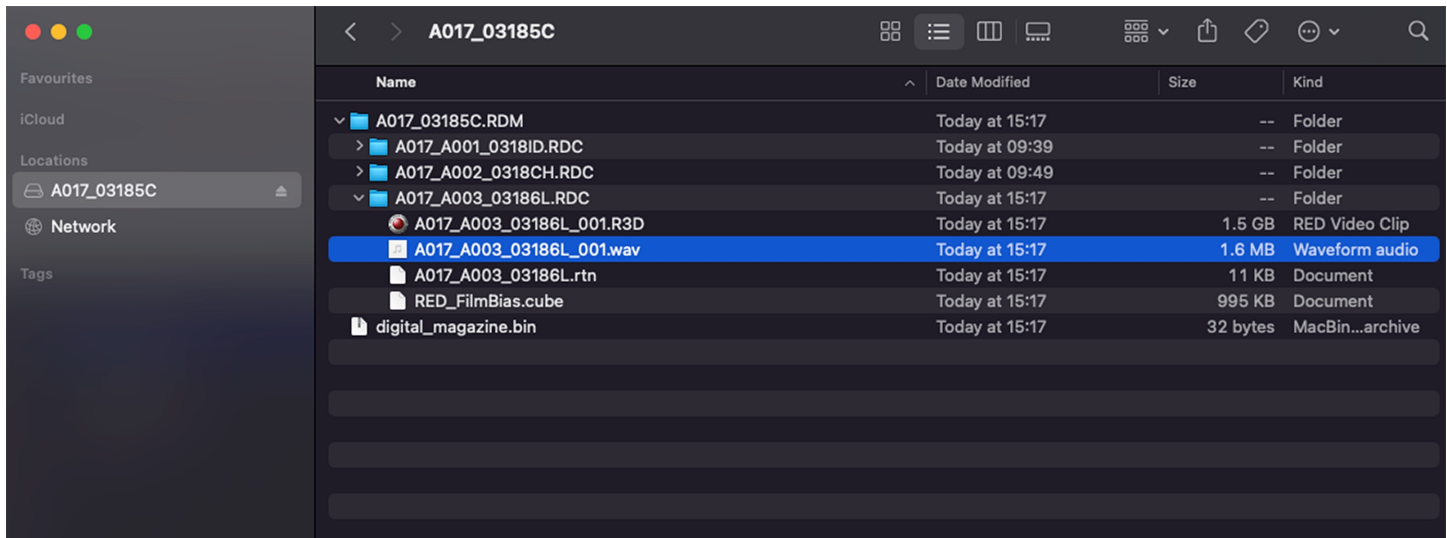 A017_03185C
Favourites
iCloud
Locations
A017_03185C
Network
Tags
Name Date Modified Size Kind
A017_03185C.RDM Today at 15:17 -- Folder
A017_A001_0318ID.RDC Today at 09:39 -- Folder
A017_A002_0318CH.RDC Today at 09:49 -- Folder
A017_A003_03186L.RDC Today at 15:17 -- Folder
A017_A003_03186L_001.R3D Today at 15:17 1.5 GB RED Video Clip
A017_A003_03186L_001.wav Today at 15:17 1.6 MB Waveform audio
A017_A003_03186L.rtn Today at 15:17 11 KB Document
RED_FilmBias.cube Today at 15:17 995 KB Document
digital_magazine.bin Today at 15:17 32 bytes MacBin...archive